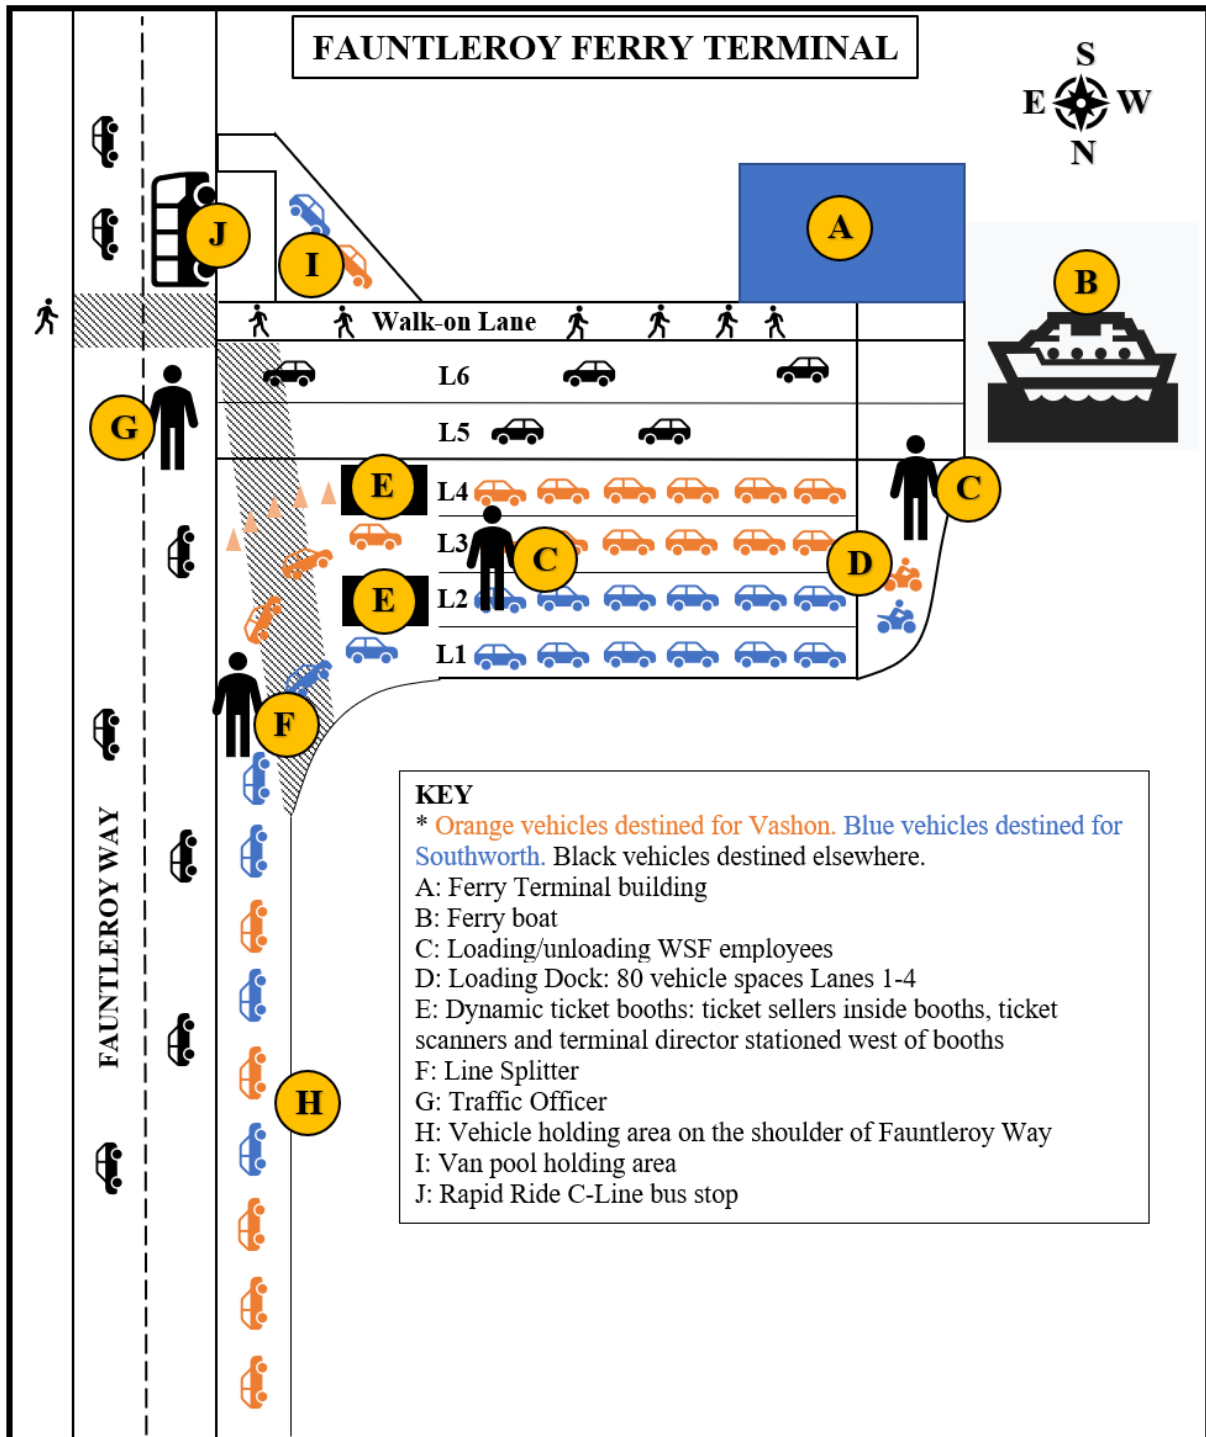 FAUNTLEROY FERRY TERMINAL
S
E W
N
J
I
A
B
Walk-on Lane
L6
G
L5
E
L4
C
L3
C
D
E
L2
L1
F
FAUNTLEROY WAY
H
KEY
* Orange vehicles destined for Vashon. Blue vehicles destined for
Southworth. Black vehicles destined elsewhere.
A: Ferry Terminal building
B: Ferry boat
C: Loading/unloading WSF employees
D: Loading Dock: 80 vehicle spaces Lanes 1-4
E: Dynamic ticket booths: ticket sellers inside booths, ticket
scanners and terminal director stationed west of booths
F: Line Splitter
G: Traffic Officer
H: Vehicle holding area on the shoulder of Fauntleroy Way
I: Van pool holding area
J: Rapid Ride C-Line bus stop